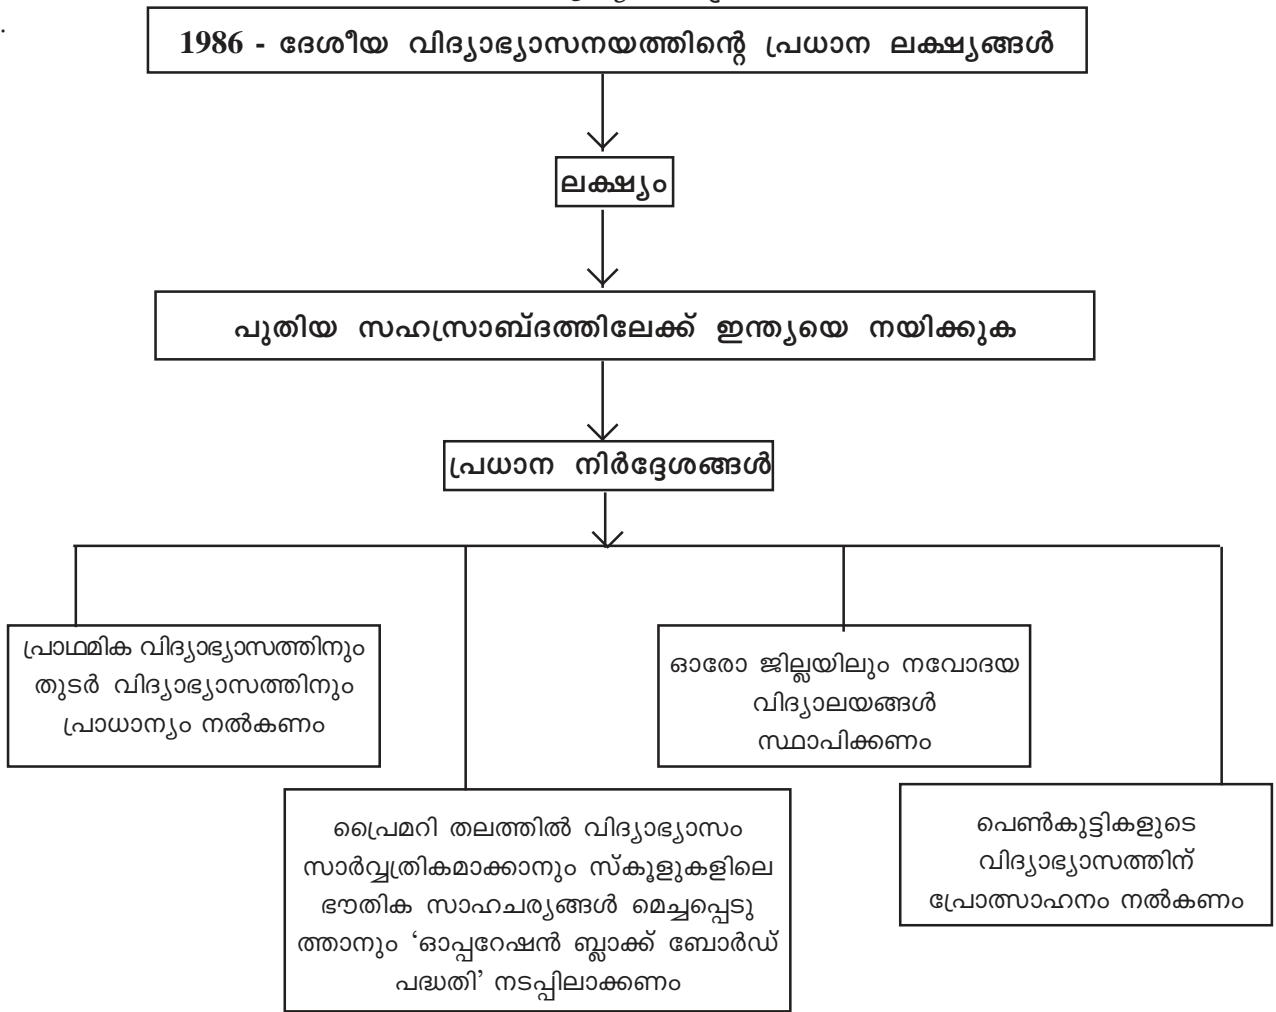 1986 - ദേശീയ വിദ്യാഭ്യാസനയത്തിന്റെ പ്രധാന ലക്ഷ്യങ്ങൾ
ലക്ഷ്യം
പുതിയ സഹസ്രാബ്ദത്തിലേക്ക് ഇന്ത്യയെ നയിക്കുക
പ്രധാന നിർദ്ദേശങ്ങൾ
പ്രാഥമിക വിദ്യാഭ്യാസത്തിനും
തുടർ വിദ്യാഭ്യാസത്തിനും
പ്രാധാന്യം നൽകണം
പ്രൈമറി തലത്തിൽ വിദ്യാഭ്യാസം
സാർവ്വത്രികമാക്കാനും സ്കൂളുകളിലെ
ഭൗതിക സാഹചര്യങ്ങൾ മെച്ചപ്പെടു
ത്താനും ‘ഓപ്പറേഷൻ ബ്ലാക്ക് ബോർഡ്
പദ്ധതി’ നടപ്പിലാക്കണം
ഓരോ ജില്ലയിലും നവോദയ
വിദ്യാലയങ്ങൾ
സ്ഥാപിക്കണം
പെൺകുട്ടികളുടെ
വിദ്യാഭ്യാസത്തിന്
പ്രോത്സാഹനം നൽകണം